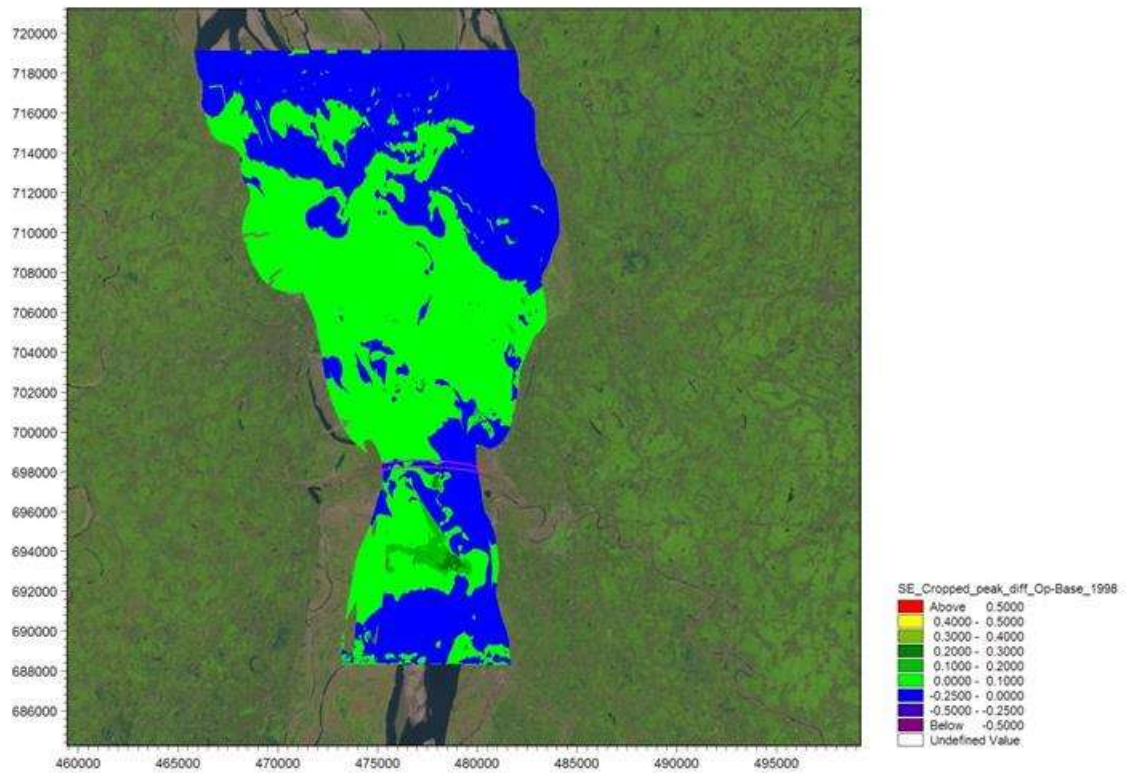 720000
718000
716000
714000
712000
710000
708000
706000
704000
702000
700000
698000
696000
694000
692000
690000
688000
686000
460000 465000 470000 475000 480000 485000 490000 495000
SE_Cropped_peak_diff_Op-Base_1998
Above 0.5000
0.4000 - 0.5000
0.3000 - 0.4000
0.2000 - 0.3000
0.1000 - 0.2000
0.0000 - 0.1000
-0.2500 - 0.0000
-0.5000 - -0.2500
Below -0.5000
Undefined Value